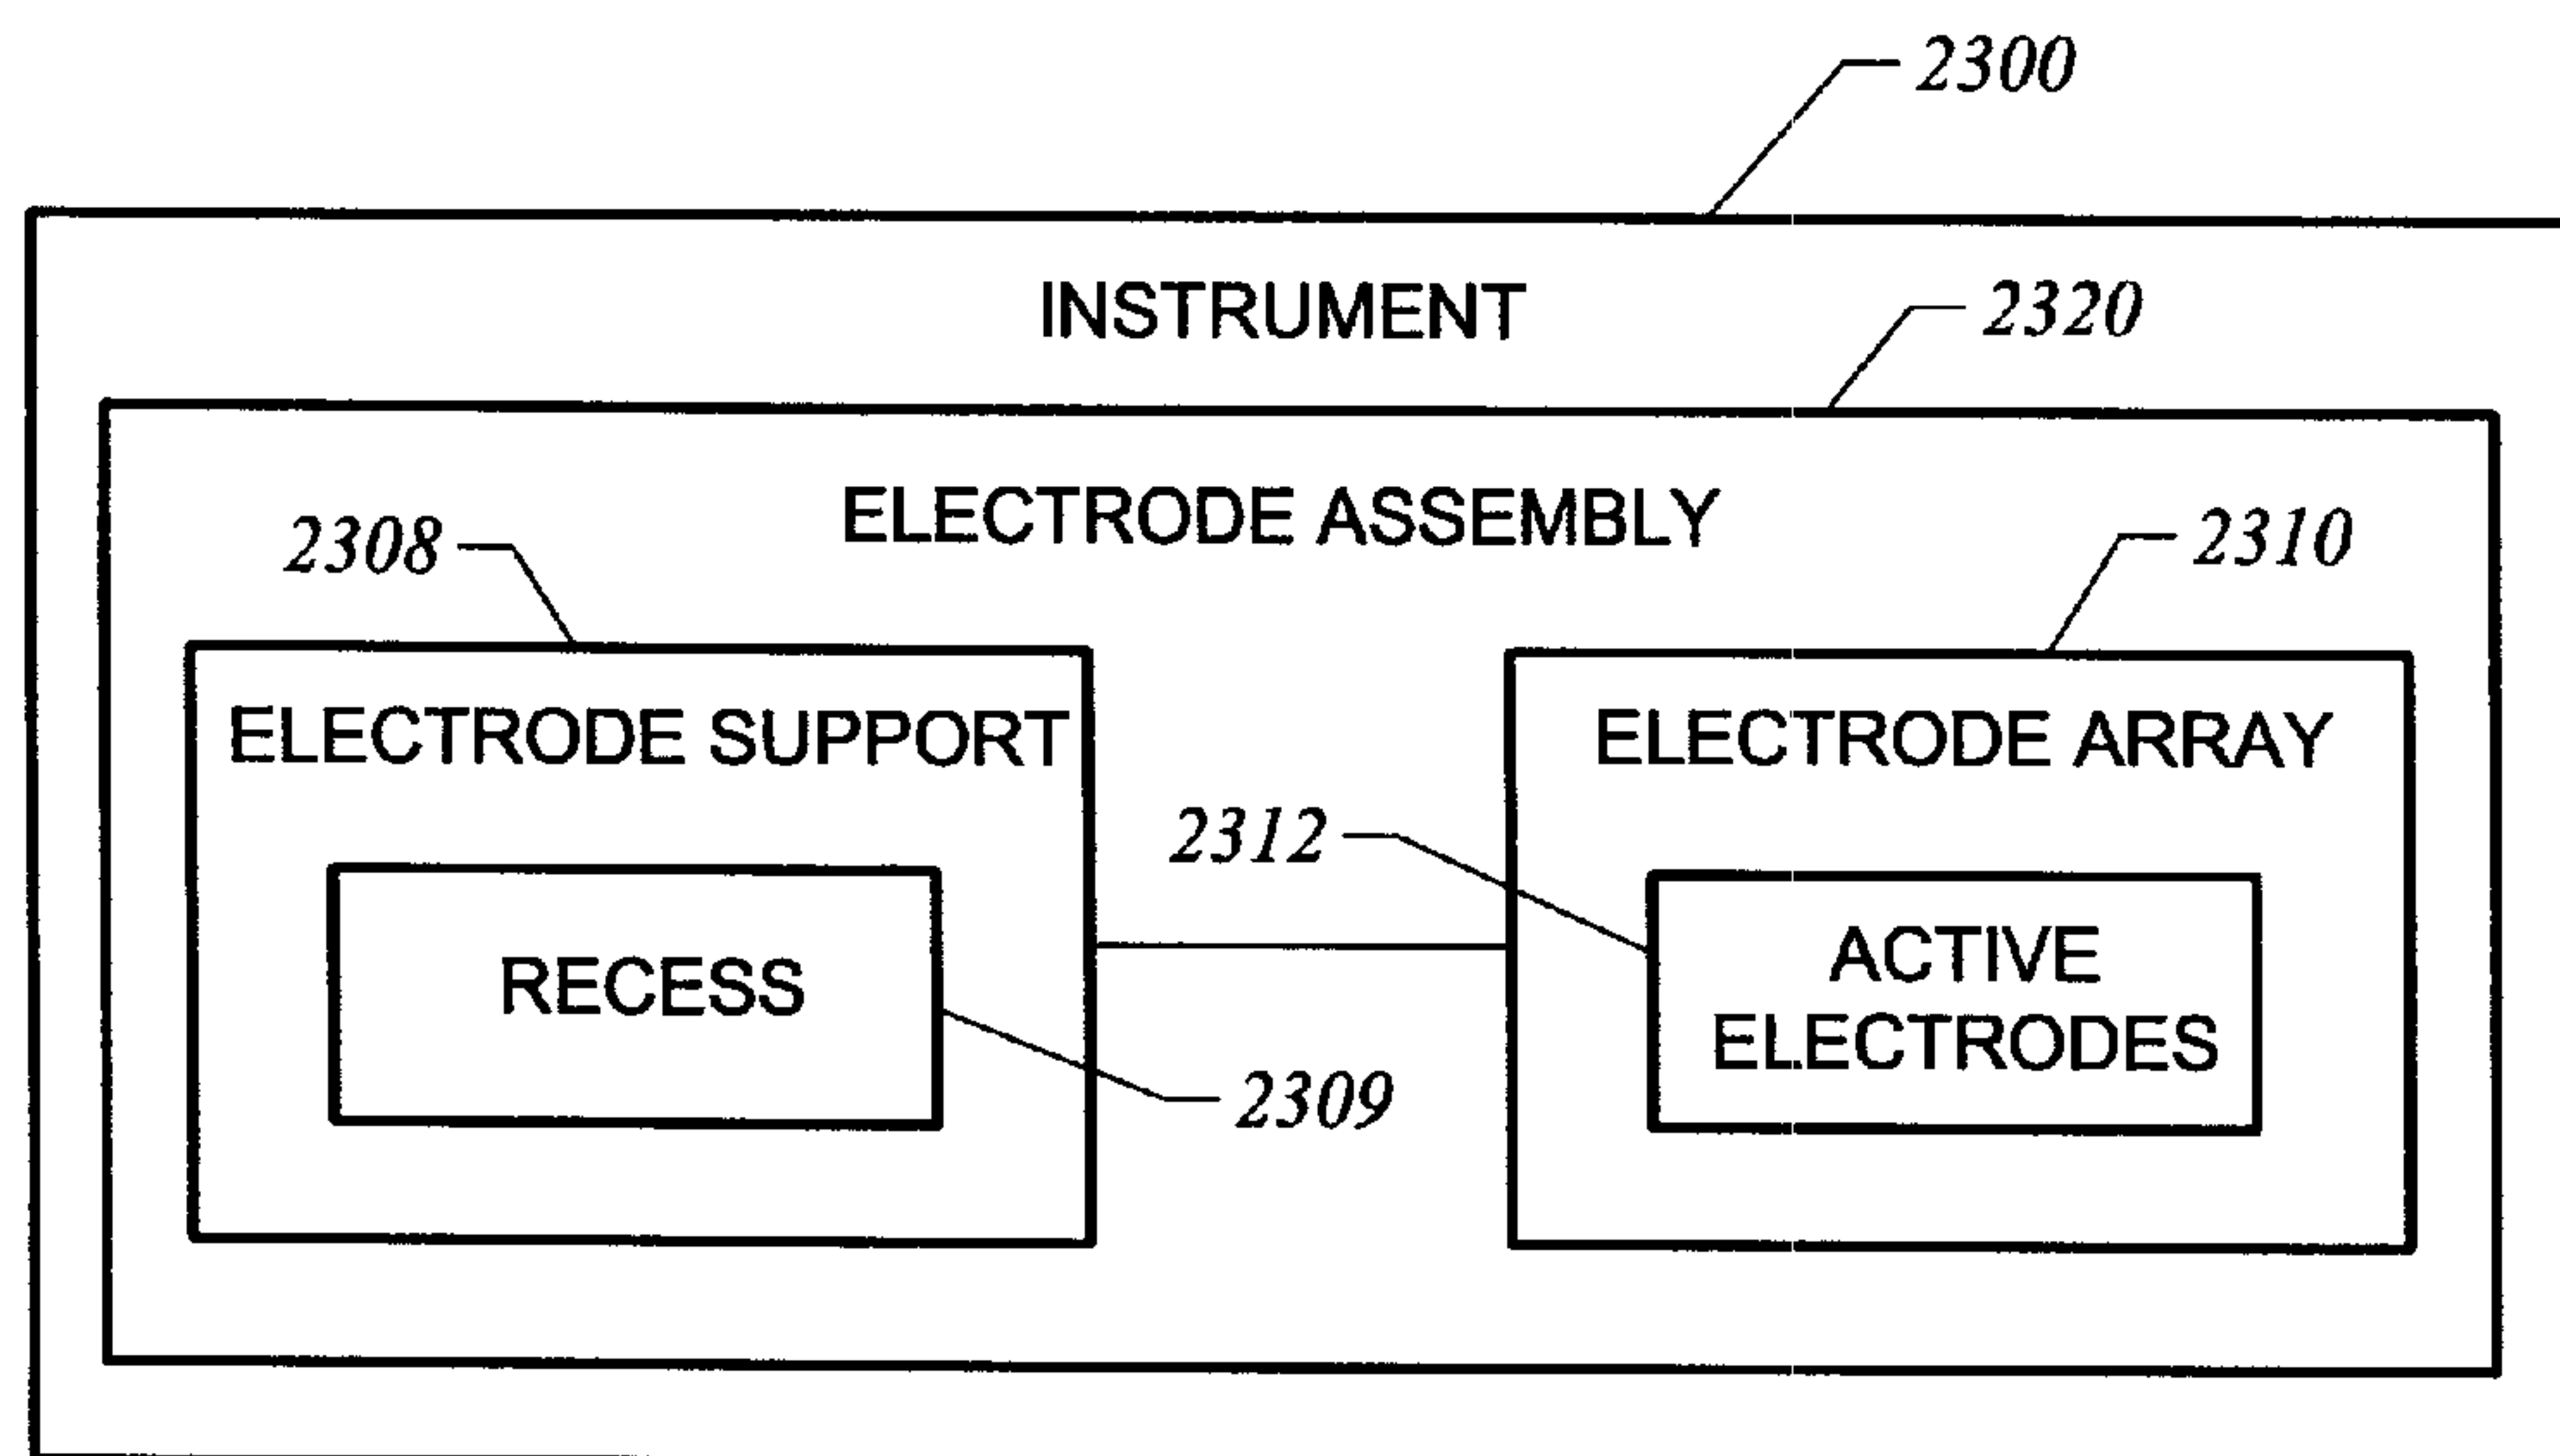 2300
INSTRUMENT
2320
ELECTRODE ASSEMBLY
2308
2310
ELECTRODE SUPPORT
ELECTRODE ARRAY
2312
RECESS
ACTIVE
ELECTRODES
2309